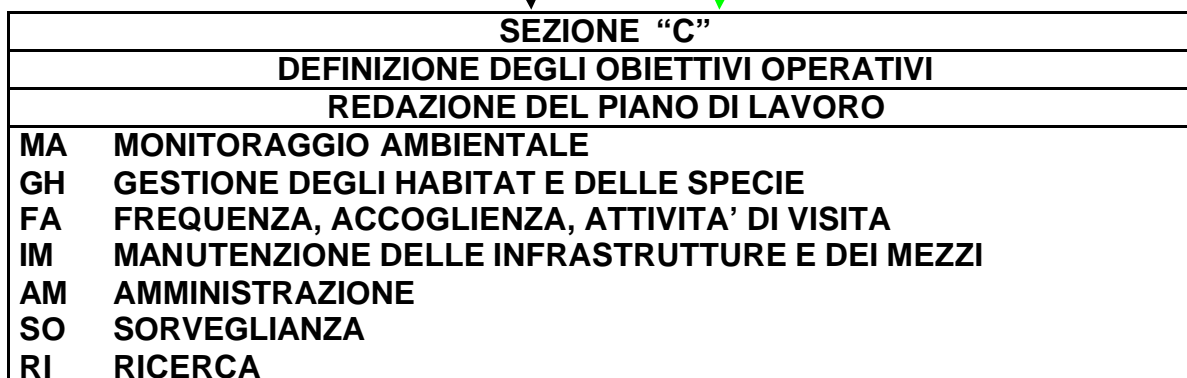 SEZIONE “C”
DEFINIZIONE DEGLI OBIETTIVI OPERATIVI
REDAZIONE DEL PIANO DI LAVORO
MA MONITORAGGIO AMBIENTALE
GH GESTIONE DEGLI HABITAT E DELLE SPECIE
FA FREQUENZA, ACCOGLIENZA, ATTIVITA’ DI VISITA
IM MANUTENZIONE DELLE INFRASTRUTTURE E DEI MEZZI
AM AMMINISTRAZIONE
SO SORVEGLIANZA
RI RICERCA